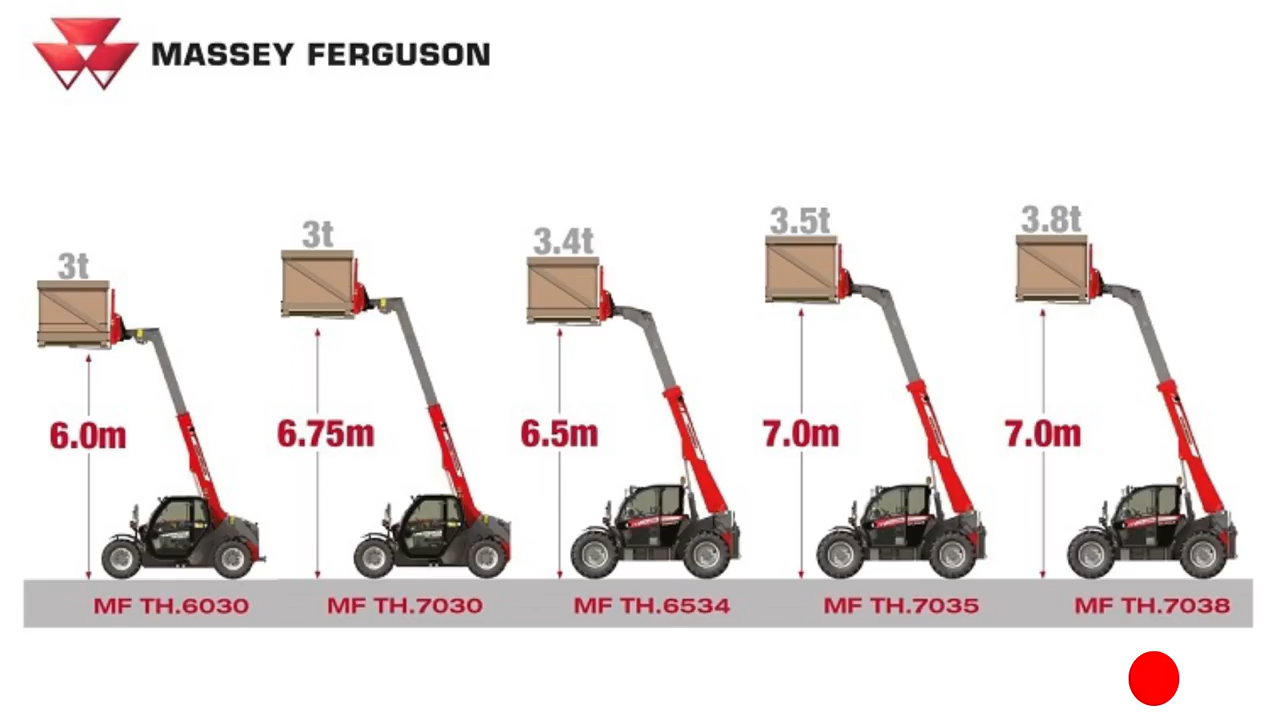 MASSEY FERGUSON
3t
3t
3.4t
3.5t
3.8t
6.0m
6.75m
6.5m
7.0m
7.0m
MF TH.6030
MF TH.7030
MF TH.6534
MF TH.7035
MF TH.7038